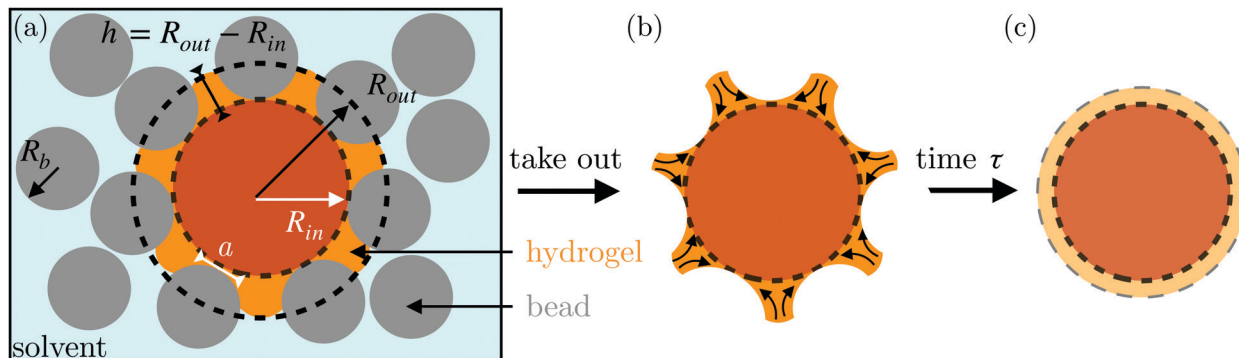 (a)
h = R_out − R_in
R_out
R_b
R_in
a
solvent
take out
hydrogel
bead
(b)
time τ
(c)